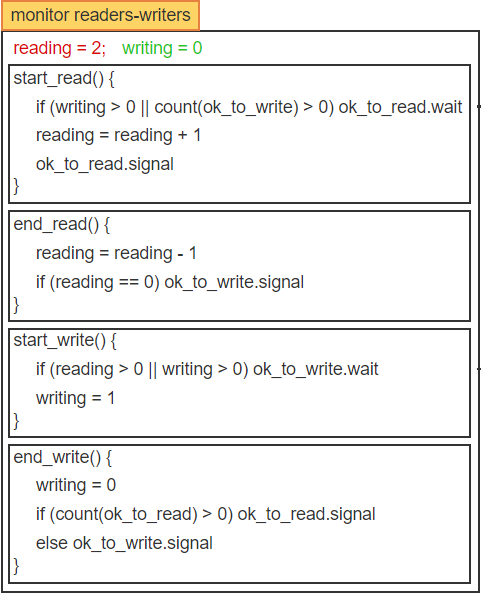 monitor readers-writers
reading = 2; writing = 0
start_read() {
if (writing > 0 || count(ok_to_write) > 0) ok_to_read.wait
reading = reading + 1
ok_to_read.signal
}
end_read() {
reading = reading - 1
if (reading == 0) ok_to_write.signal
}
start_write() {
if (reading > 0 || writing > 0) ok_to_write.wait
writing = 1
}
end_write() {
writing = 0
if (count(ok_to_read) > 0) ok_to_read.signal
else ok_to_write.signal
}